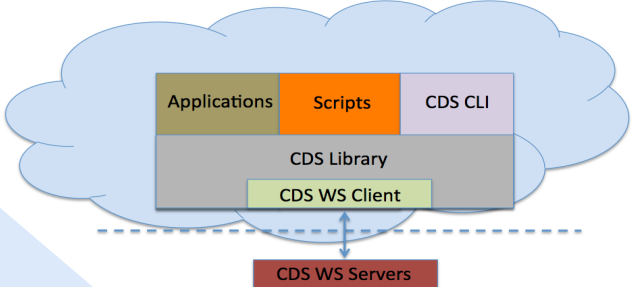 Applications Scripts CDS CLI
CDS Library
CDS WS Client
CDS WS Servers